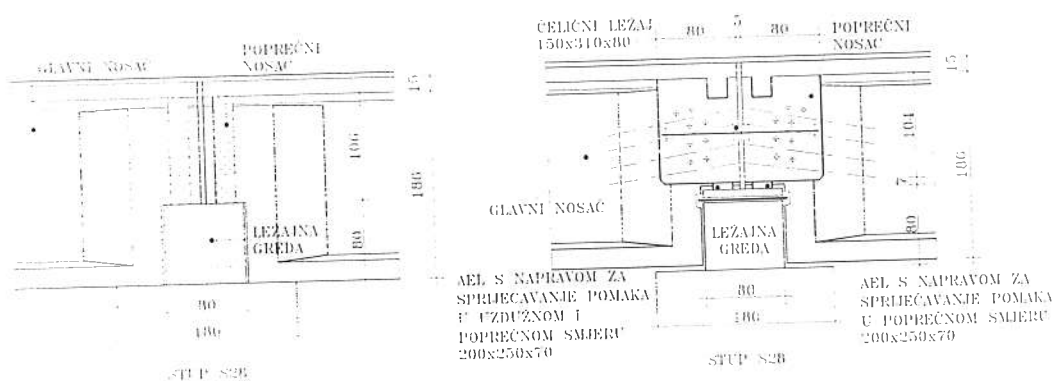 GLAVNI NOSAČ
POPREČNI
NOSAČ
15
106
186
80
LEŽAJNA
GREDA
80
186
STUP S28
ČELIČNI LEŽAJ
150x310x80
80
5
80
POPREČNI
NOSAČ
15
104
7
186
80
GLAVNI NOSAČ
LEŽAJNA
GREDA
AEL S NAPRAVOM ZA
SPRIJEČAVANJE POMAKA
U UZDUŽNOM I
POPREČNOM SMJERU
200x250x70
80
186
STUP S28
AEL S NAPRAVOM ZA
SPRIJEČAVANJE POMAKA
U POPREČNOM SMJERU
200x250x70